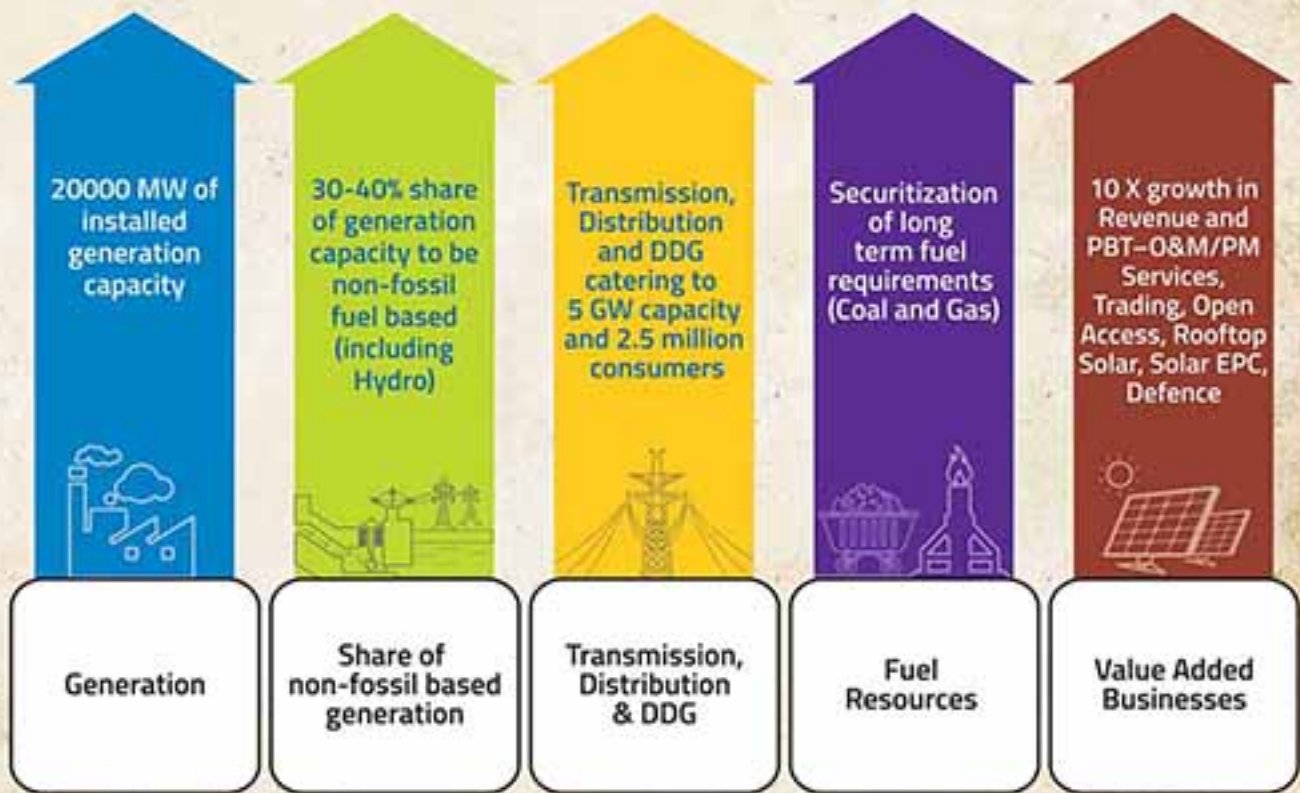 20000 MW of
installed
generation
capacity
30-40% share
of generation
capacity to be
non-fossil
fuel based
(including
Hydro)
Transmission,
Distribution
and DDG
catering to
5 GW capacity
and 2.5 million
consumers
Securitization
of long
term fuel
requirements
(Coal and Gas)
10 X growth in
Revenue and
PBT–O&M/PM
Services,
Trading, Open
Access, Rooftop
Solar, Solar EPC,
Defence
Generation
Share of
non-fossil based
generation
Transmission,
Distribution
& DDG
Fuel
Resources
Value Added
Businesses